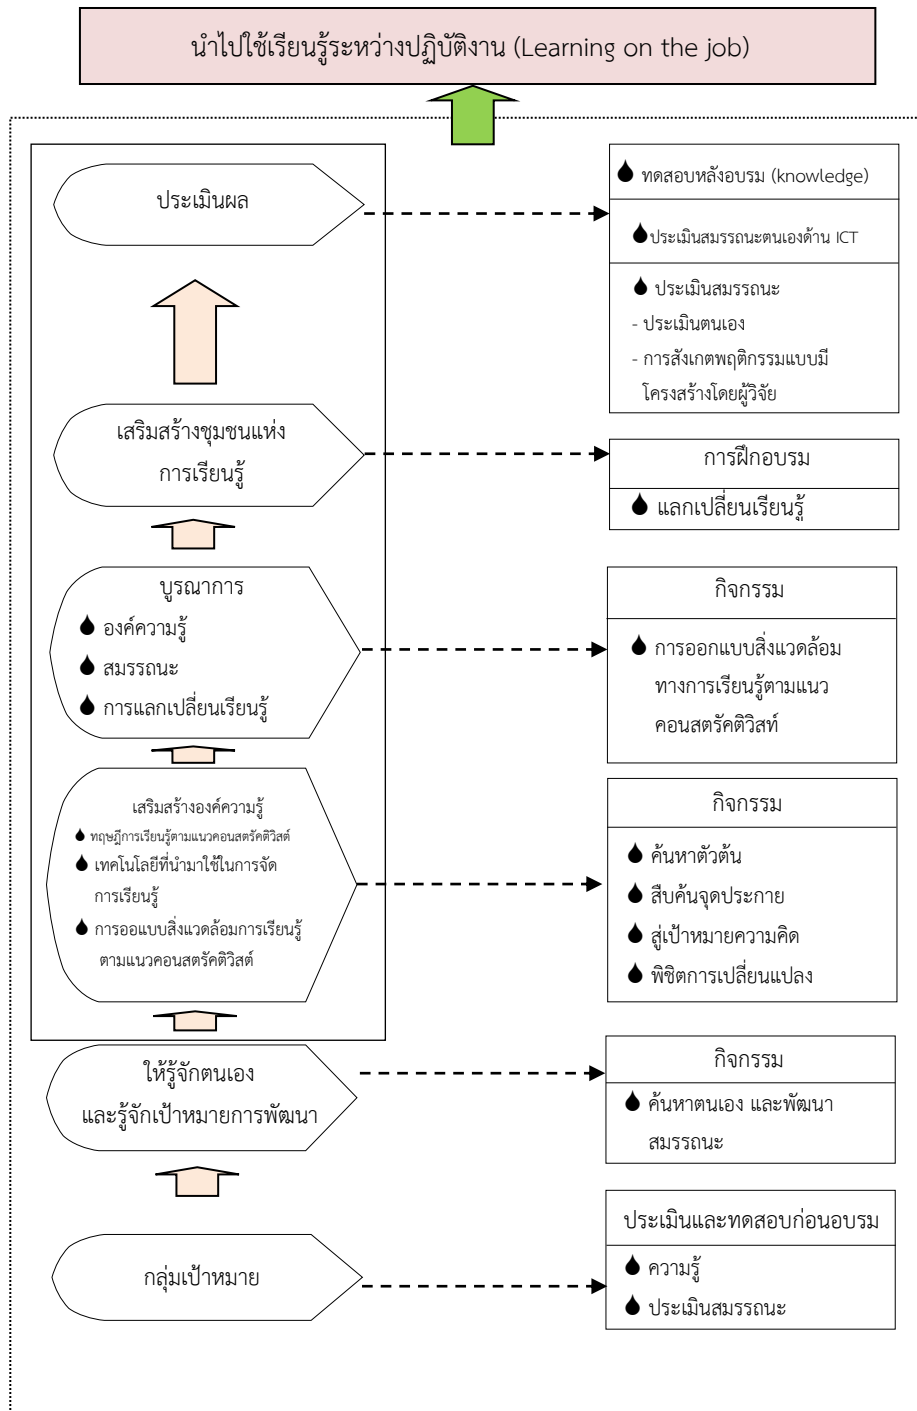 นำไปใช้เรียนรู้ระหว่างปฏิบัติงาน (Learning on the job)
ประเมินผล
ทดสอบหลังอบรม (knowledge)
ประเมินสมรรถนะตนเองด้าน ICT
ประเมินสมรรถนะ
- ประเมินตนเอง
- การสังเกตพฤติกรรมแบบมี
โครงสร้างโดยผู้วิจัย
เสริมสร้างชุมชนแห่ง
การเรียนรู้
การฝึกอบรม
แลกเปลี่ยนเรียนรู้
บูรณาการ
องค์ความรู้
สมรรถนะ
การแลกเปลี่ยนเรียนรู้
กิจกรรม
การออกแบบสิ่งแวดล้อม
ทางการเรียนรู้ตามแนว
คอนสตรัคติวิสท์
เสริมสร้างองค์ความรู้
ทฤษฎีการเรียนรู้ตามแนวคอนสตรัคติวิสต์
เทคโนโลยีที่นำมาใช้ในการจัด
การเรียนรู้
การออแบบสิ่งแวดล้อมการเรียนรู้
ตามแนวคอนสตรัคติวิสต์
กิจกรรม
ค้นหาตัวต้น
สืบค้นจุดประกาย
สู่เป้าหมายความคิด
พิชิตการเปลี่ยนแปลง
ให้รู้จักตนเอง
และรู้จักเป้าหมายการพัฒนา
กิจกรรม
ค้นหาตนเอง และพัฒนา
สมรรถนะ
กลุ่มเป้าหมาย
ประเมินและทดสอบก่อนอบรม
ความรู้
ประเมินสมรรถนะ